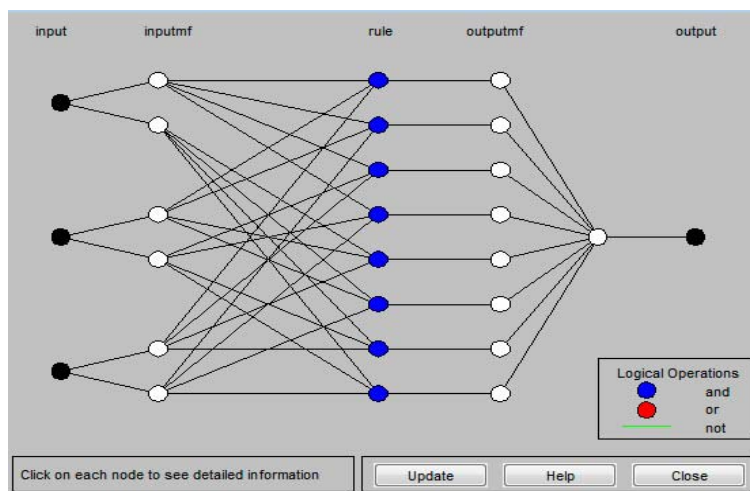 input inputmf rule outputmf output
Logical Operations
and
or
not
Click on each node to see detailed information
Update Help Close